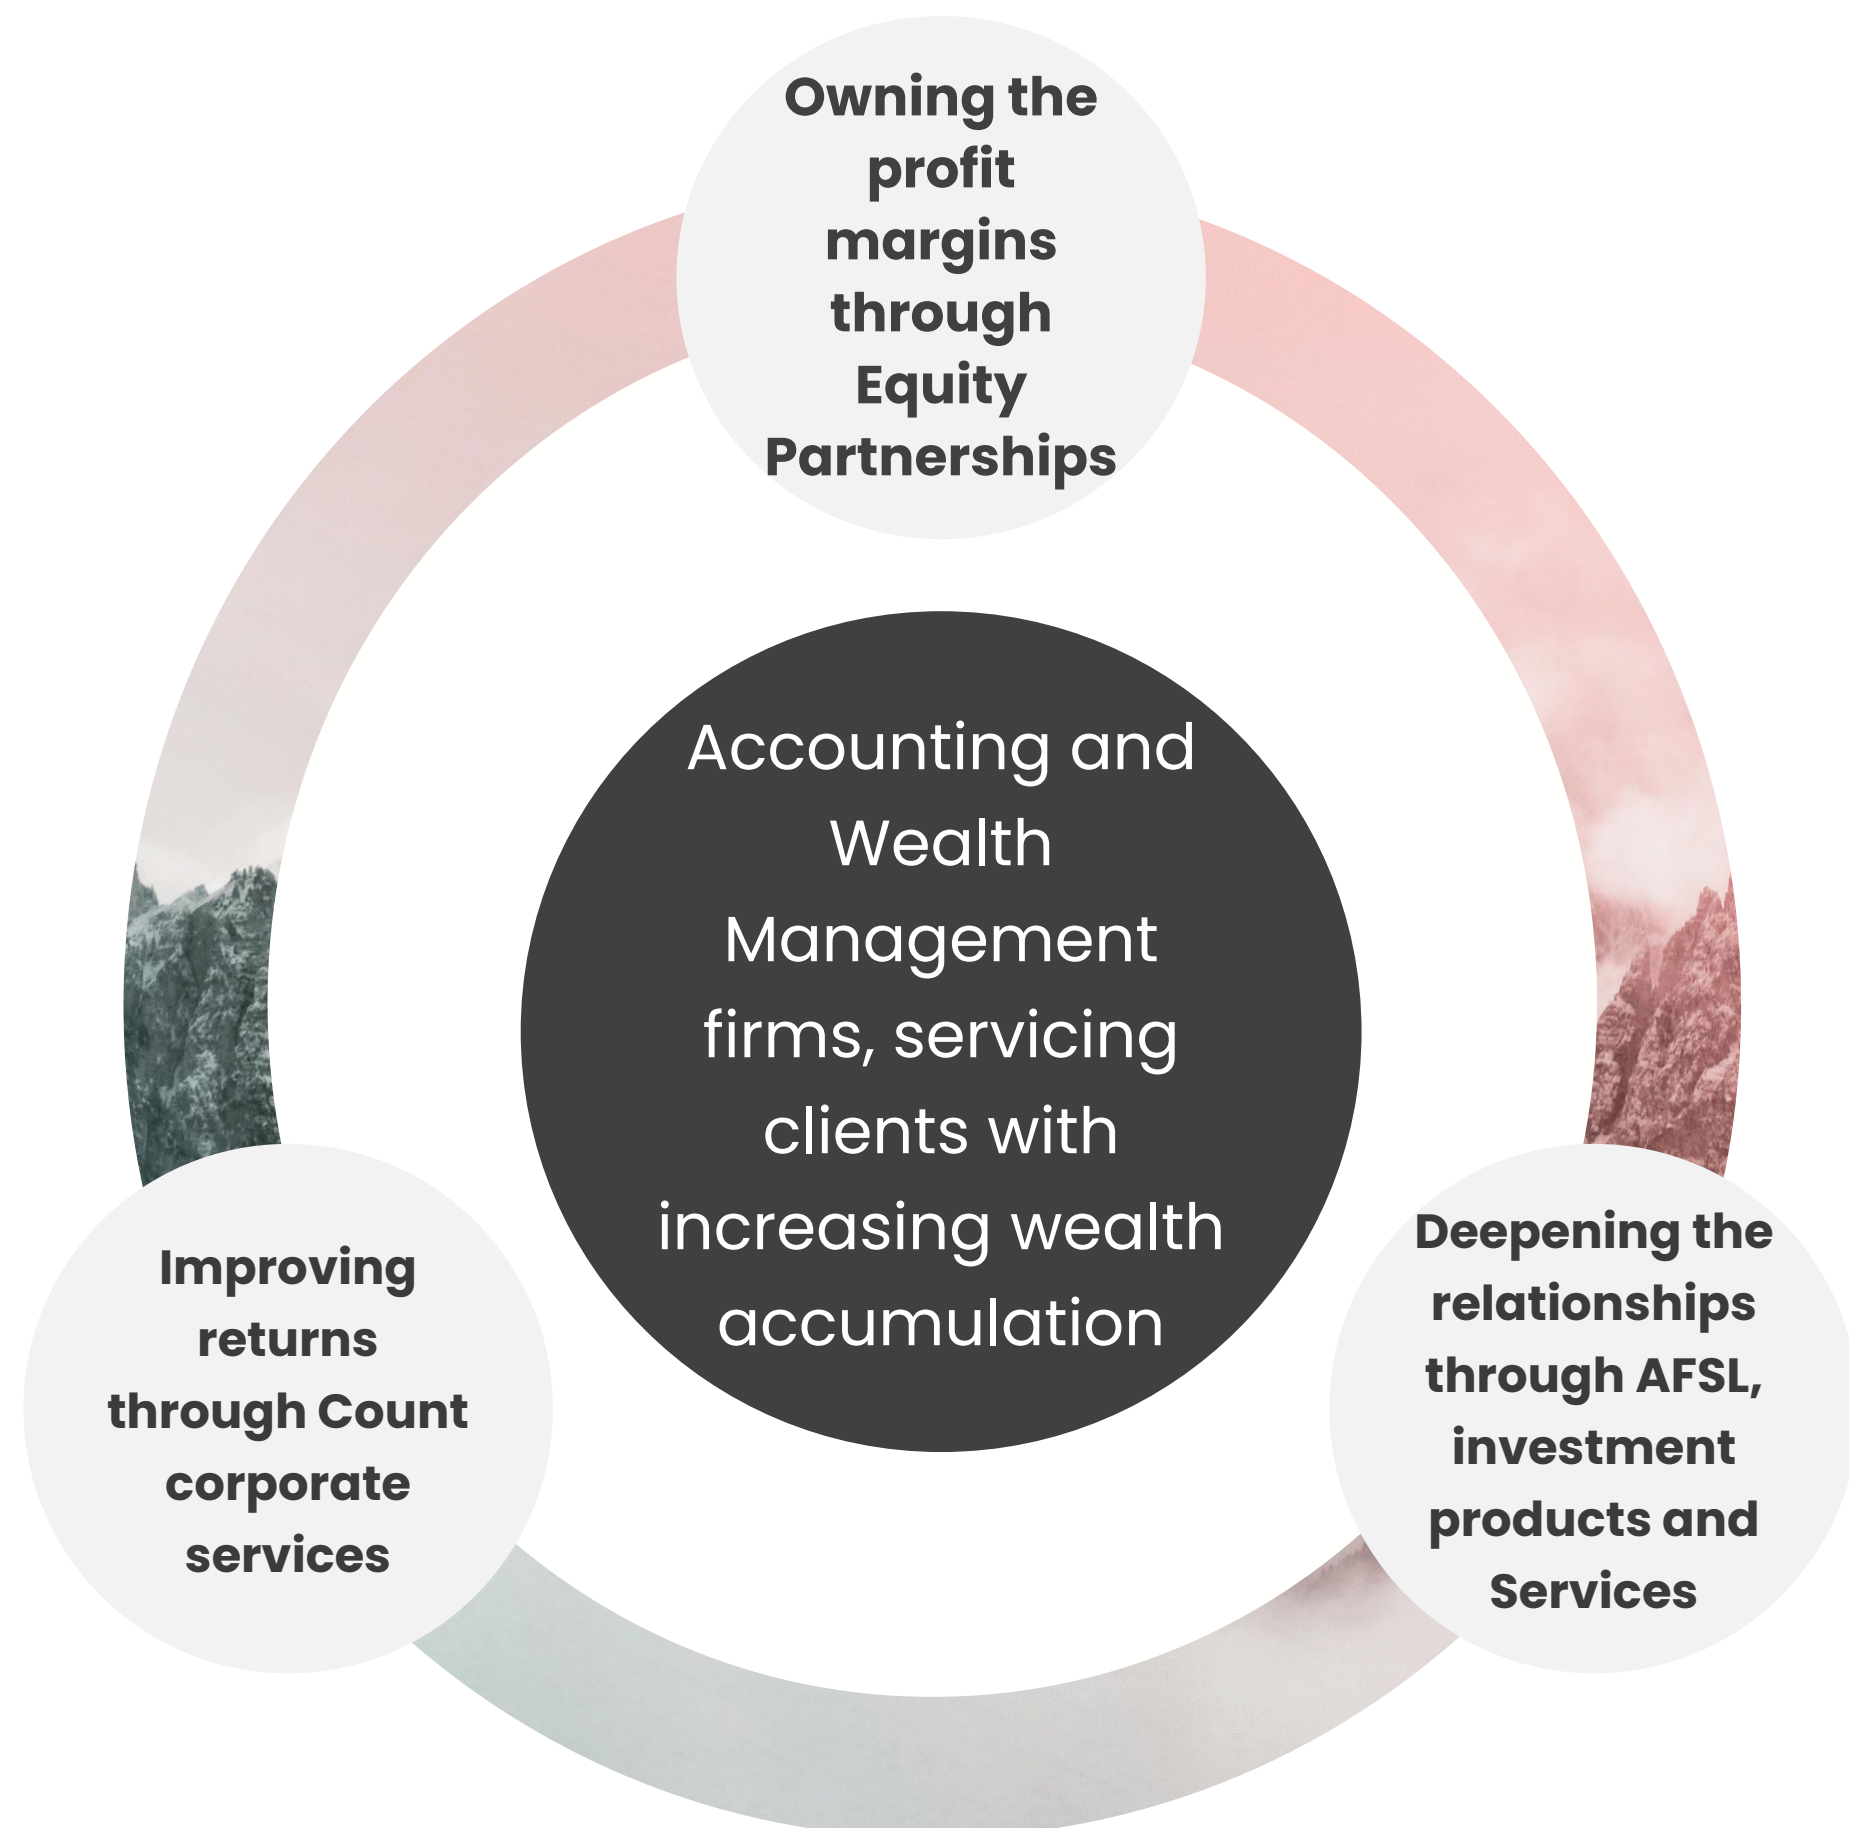 Owning the
profit
margins
through
Equity
Partnerships
Accounting and
Wealth
Management
firms, servicing
clients with
increasing wealth
accumulation
Improving
returns
through Count
corporate
services
Deepening the
relationships
through AFSL,
investment
products and
Services